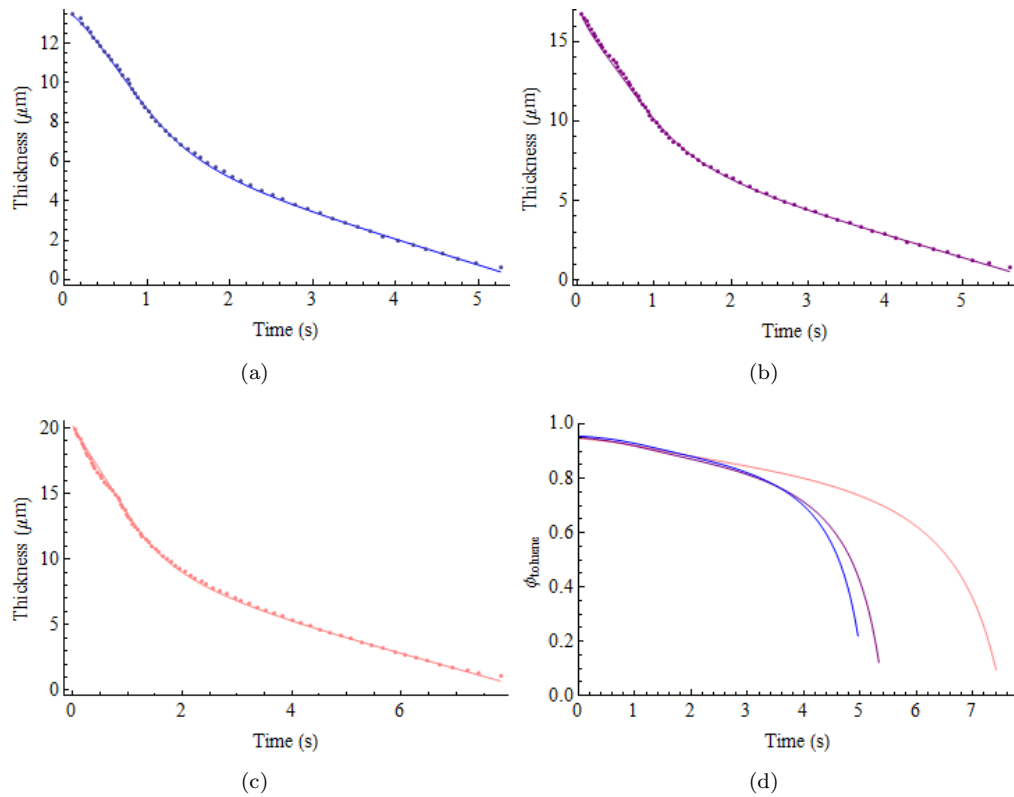 Thickness (μm)
12
10
8
6
4
2
0
0 1 2 3 4 5
Time (s)
(a)
Thickness (μm)
15
10
5
0
0 1 2 3 4 5
Time (s)
(b)
Thickness (μm)
20
15
10
5
0
0 2 4 6
Time (s)
(c)
ϕtoluene
1.0
0.8
0.6
0.4
0.2
0.0
0 1 2 3 4 5 6 7
Time (s)
(d)